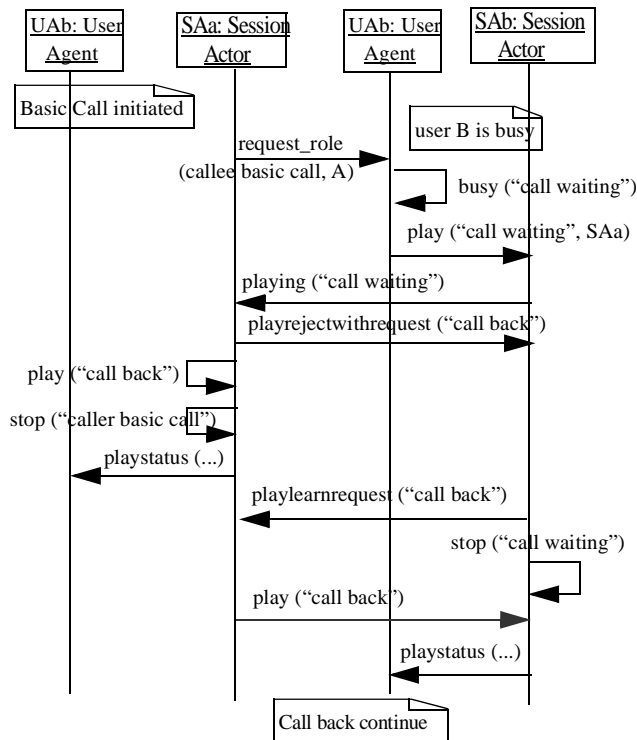 UAb: User
Agent
SAa: Session
Actor
UAb: User
Agent
SAb: Session
Actor
Basic Call initiated
user B is busy
request_role
(callee basic call, A)
busy (“call waiting”)
play (“call waiting”, SAa)
playing (“call waiting”)
playrejectwithrequest (“call back”)
play (“call back”)
stop (“caller basic call”)
playstatus (...)
playlearnrequest (“call back”)
stop (“call waiting”)
play (“call back”)
playstatus (...)
Call back continue